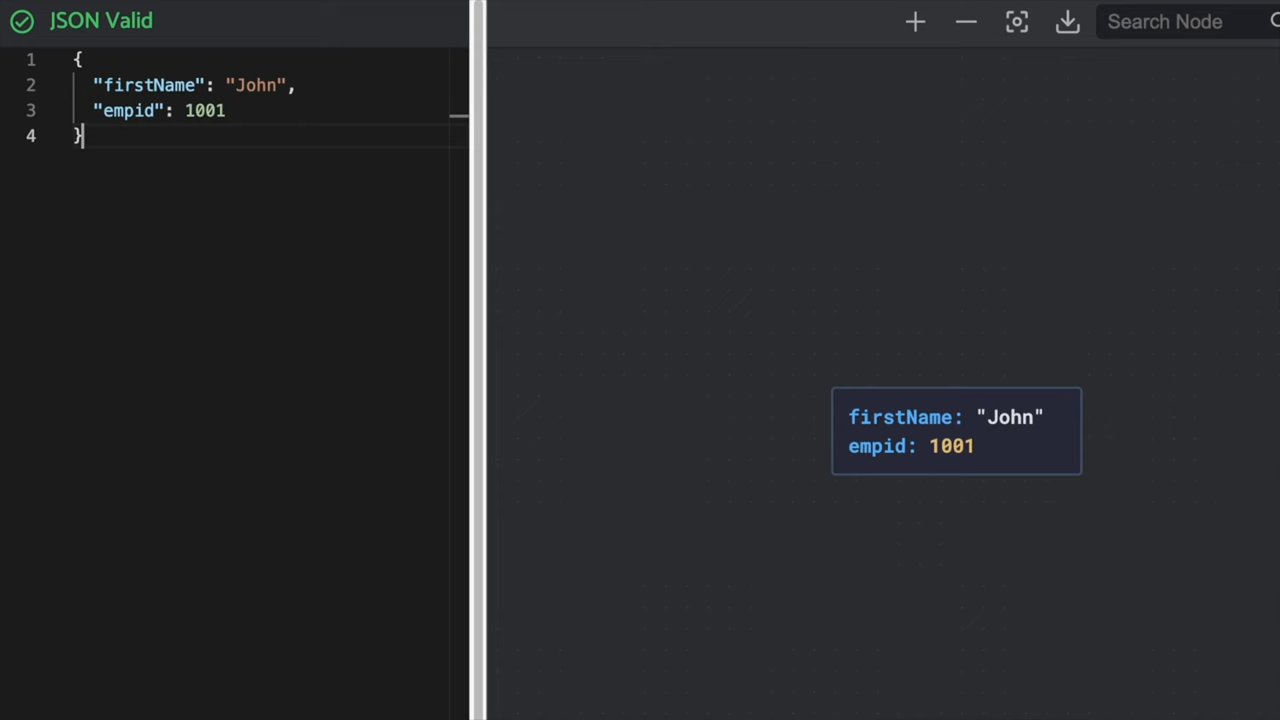 JSON Valid
Search Node
1 {
2 "firstName": "John",
3 "empid": 1001
4 }
firstName: "John"
empid: 1001